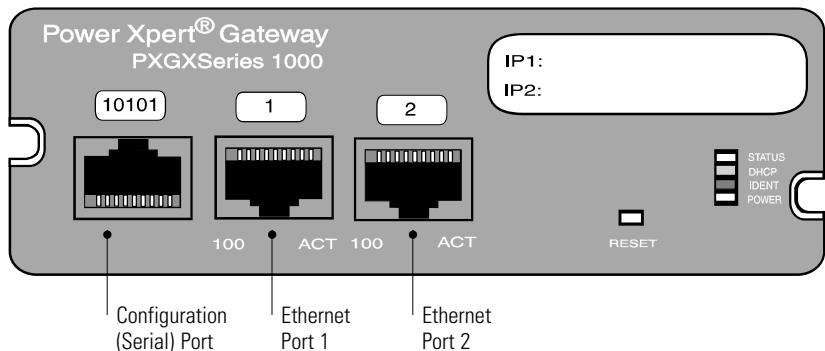 Power Xpert® Gateway
PXGXSeries 1000
IP1:
IP2:
10101
1
2
STATUS
DHCP
IDENT
POWER
100 ACT
100 ACT
RESET
Configuration
(Serial) Port
Ethernet
Port 1
Ethernet
Port 2